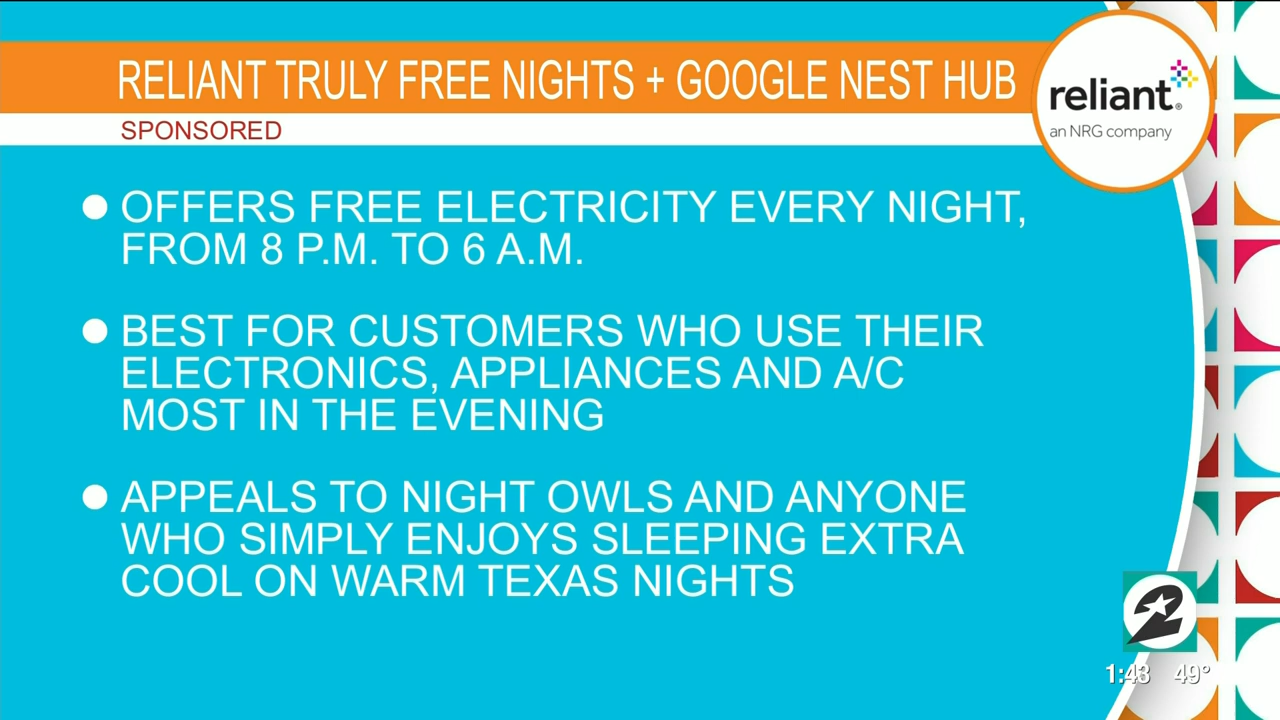 RELIANT TRULY FREE NIGHTS + GOOGLE NEST HUB
SPONSORED
reliant®
an NRG company
● OFFERS FREE ELECTRICITY EVERY NIGHT,
FROM 8 P.M. TO 6 A.M.
● BEST FOR CUSTOMERS WHO USE THEIR
ELECTRONICS, APPLIANCES AND A/C
MOST IN THE EVENING
● APPEALS TO NIGHT OWLS AND ANYONE
WHO SIMPLY ENJOYS SLEEPING EXTRA
COOL ON WARM TEXAS NIGHTS
2
1:43 49°